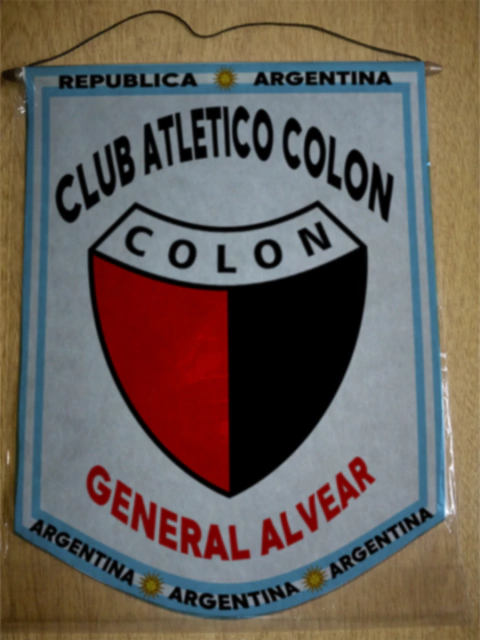 REPUBLICA ARGENTINA
CLUB ATLETICO COLON
COLON
GENERAL ALVEAR
ARGENTINA ARGENTINA ARGENTINA